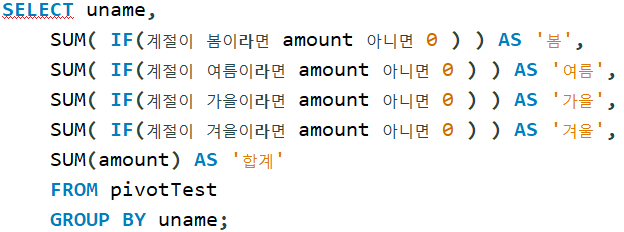 SELECT uname,
SUM( IF(계절이 봄이라면 amount 아니면 0 ) ) AS '봄',
SUM( IF(계절이 여름이라면 amount 아니면 0 ) ) AS '여름',
SUM( IF(계절이 가을이라면 amount 아니면 0 ) ) AS '가을',
SUM( IF(계절이 겨울이라면 amount 아니면 0 ) ) AS '겨울',
SUM(amount) AS '합계'
FROM pivotTest
GROUP BY uname;